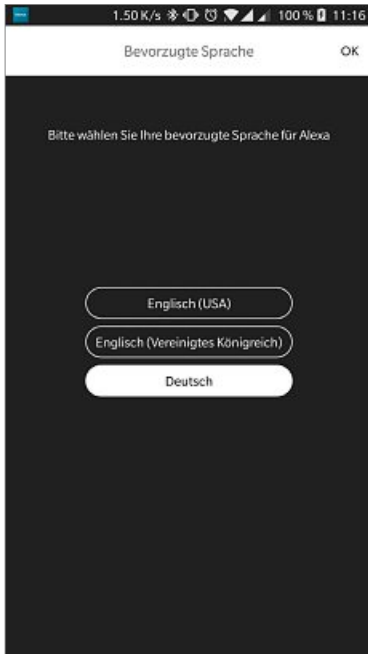 1.50 K/s 100 % 11:16
Bevorzugte Sprache OK
Bitte wählen Sie Ihre bevorzugte Sprache für Alexa
Englisch (USA)
Englisch (Vereinigtes Königreich)
Deutsch